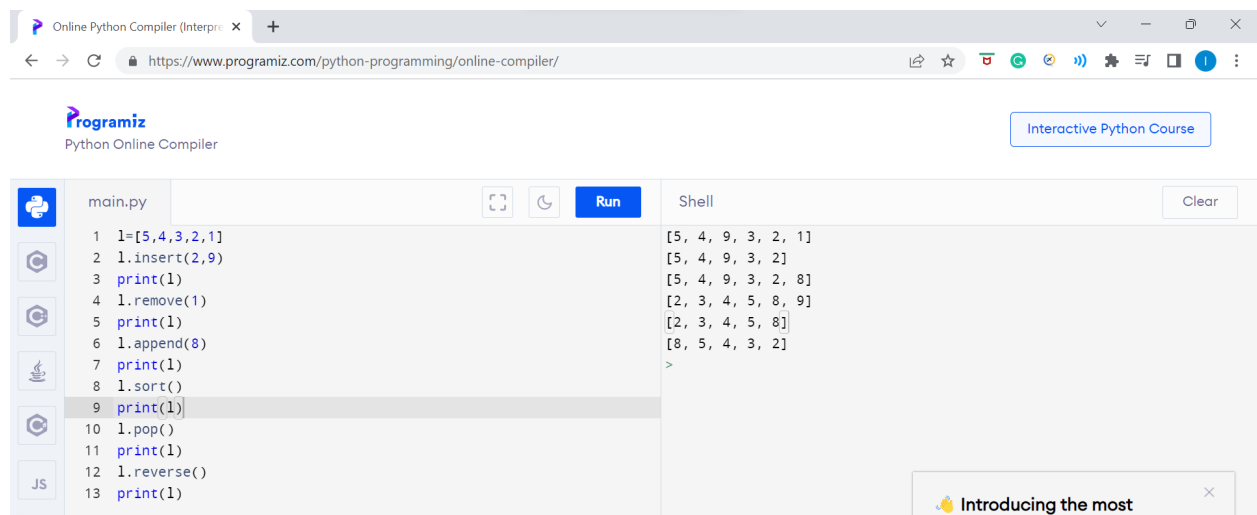 Online Python Compiler (Interpre
https://www.programiz.com/python-programming/online-compiler/
Programiz
Python Online Compiler
Interactive Python Course
main.py
Run
Shell
Clear
1 l=[5,4,3,2,1]
2 l.insert(2,9)
3 print(l)
4 l.remove(1)
5 print(l)
6 l.append(8)
7 print(l)
8 l.sort()
9 print(l)
10 l.pop()
11 print(l)
12 l.reverse()
13 print(l)
[5, 4, 9, 3, 2, 1]
[5, 4, 9, 3, 2]
[5, 4, 9, 3, 2, 8]
[2, 3, 4, 5, 8, 9]
[2, 3, 4, 5, 8]
[8, 5, 4, 3, 2]
>
JS
I
👋 Introducing the most